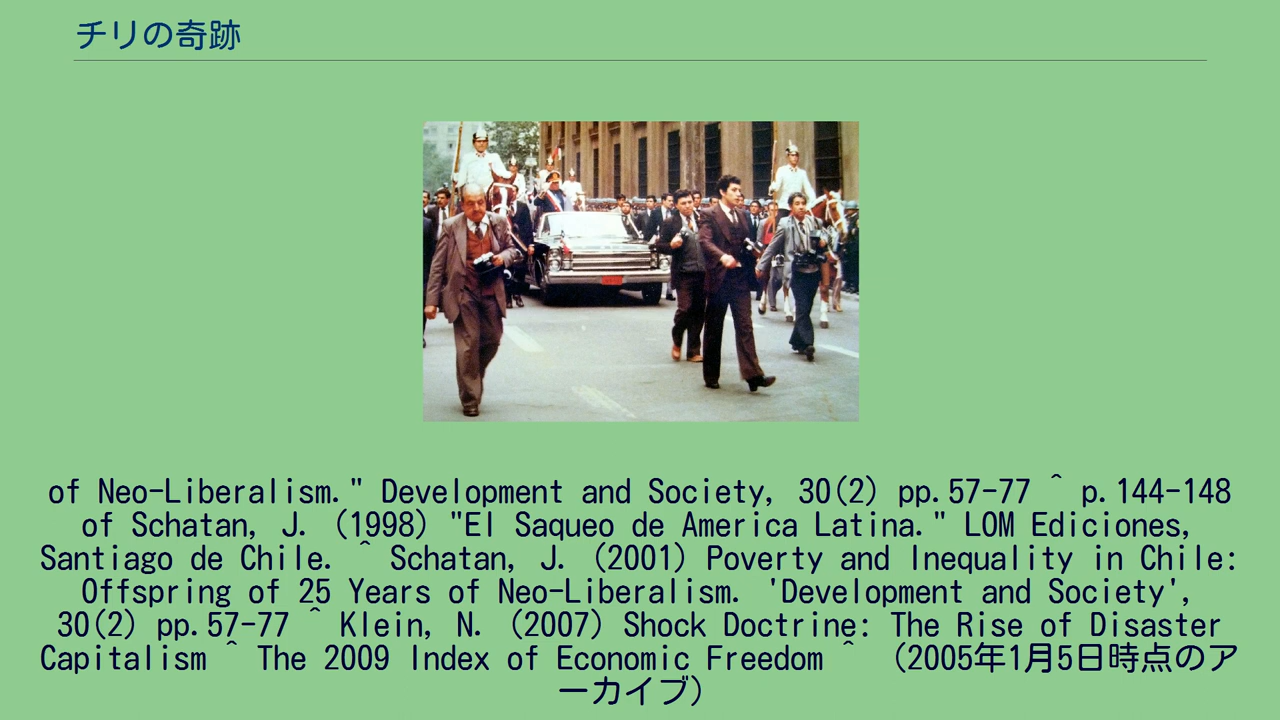 チリの奇跡
of Neo-Liberalism." Development and Society, 30(2) pp.57-77 ^ p.144-148
of Schatan, J. (1998) "El Saqueo de America Latina." LOM Ediciones,
Santiago de Chile. ^ Schatan, J. (2001) Poverty and Inequality in Chile:
Offspring of 25 Years of Neo-Liberalism. 'Development and Society',
30(2) pp.57-77 ^ Klein, N. (2007) Shock Doctrine: The Rise of Disaster
Capitalism ^ The 2009 Index of Economic Freedom ^ (2005年1月5日時点のア
ーカイブ)